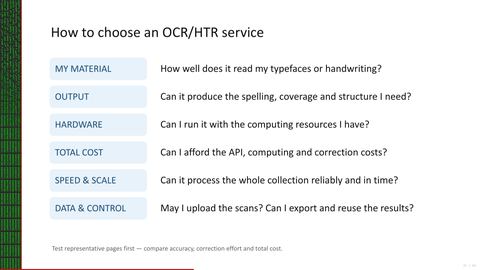 How to choose an OCR/HTR service
MY MATERIAL How well does it read my typefaces or handwriting?
OUTPUT Can it produce the spelling, coverage and structure I need?
HARDWARE Can I run it with the computing resources I have?
TOTAL COST Can I afford the API, computing and correction costs?
SPEED & SCALE Can it process the whole collection reliably and in time?
DATA & CONTROL May I upload the scans? Can I export and reuse the results?
Test representative pages first — compare accuracy, correction effort and total cost.